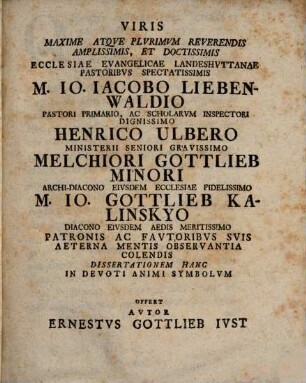 VIRIS
MAXIME ATQVE PLVRIMVM REVERENDIS
AMPLISSIMIS, ET DOCTISSIMIS
ECCLESIAE EVANGELICAE LANDESHVTTANAE
PASTORIBVS SPECTATISSIMIS
M. IO. IACOBO LIEBEN-
WALDIO
PASTORI PRIMARIO, AC SCHOLARVM INSPECTORI
DIGNISSIMO
HENRICO ULBERO
MINISTERII SENIORI GRAVISSIMO
MELCHIORI GOTTLIEB
MINORI
ARCHI-DIACONO EIVSDEM ECCLESIAE FIDELISSIMO
M. IO. GOTTLIEB KA-
LINSKYO
DIACONO EIVSDEM AEDIS MERITISSIMO
PATRONIS AC FAVTORIBVS SVIS
AETERNA MENTIS OBSERVANTIA
COLENDIS
DISSERTATIONEM HANC
IN DEVOTI ANIMI SYMBOLVM
OFFERT
AVTOR
ERNESTVS GOTTLIEB IVST